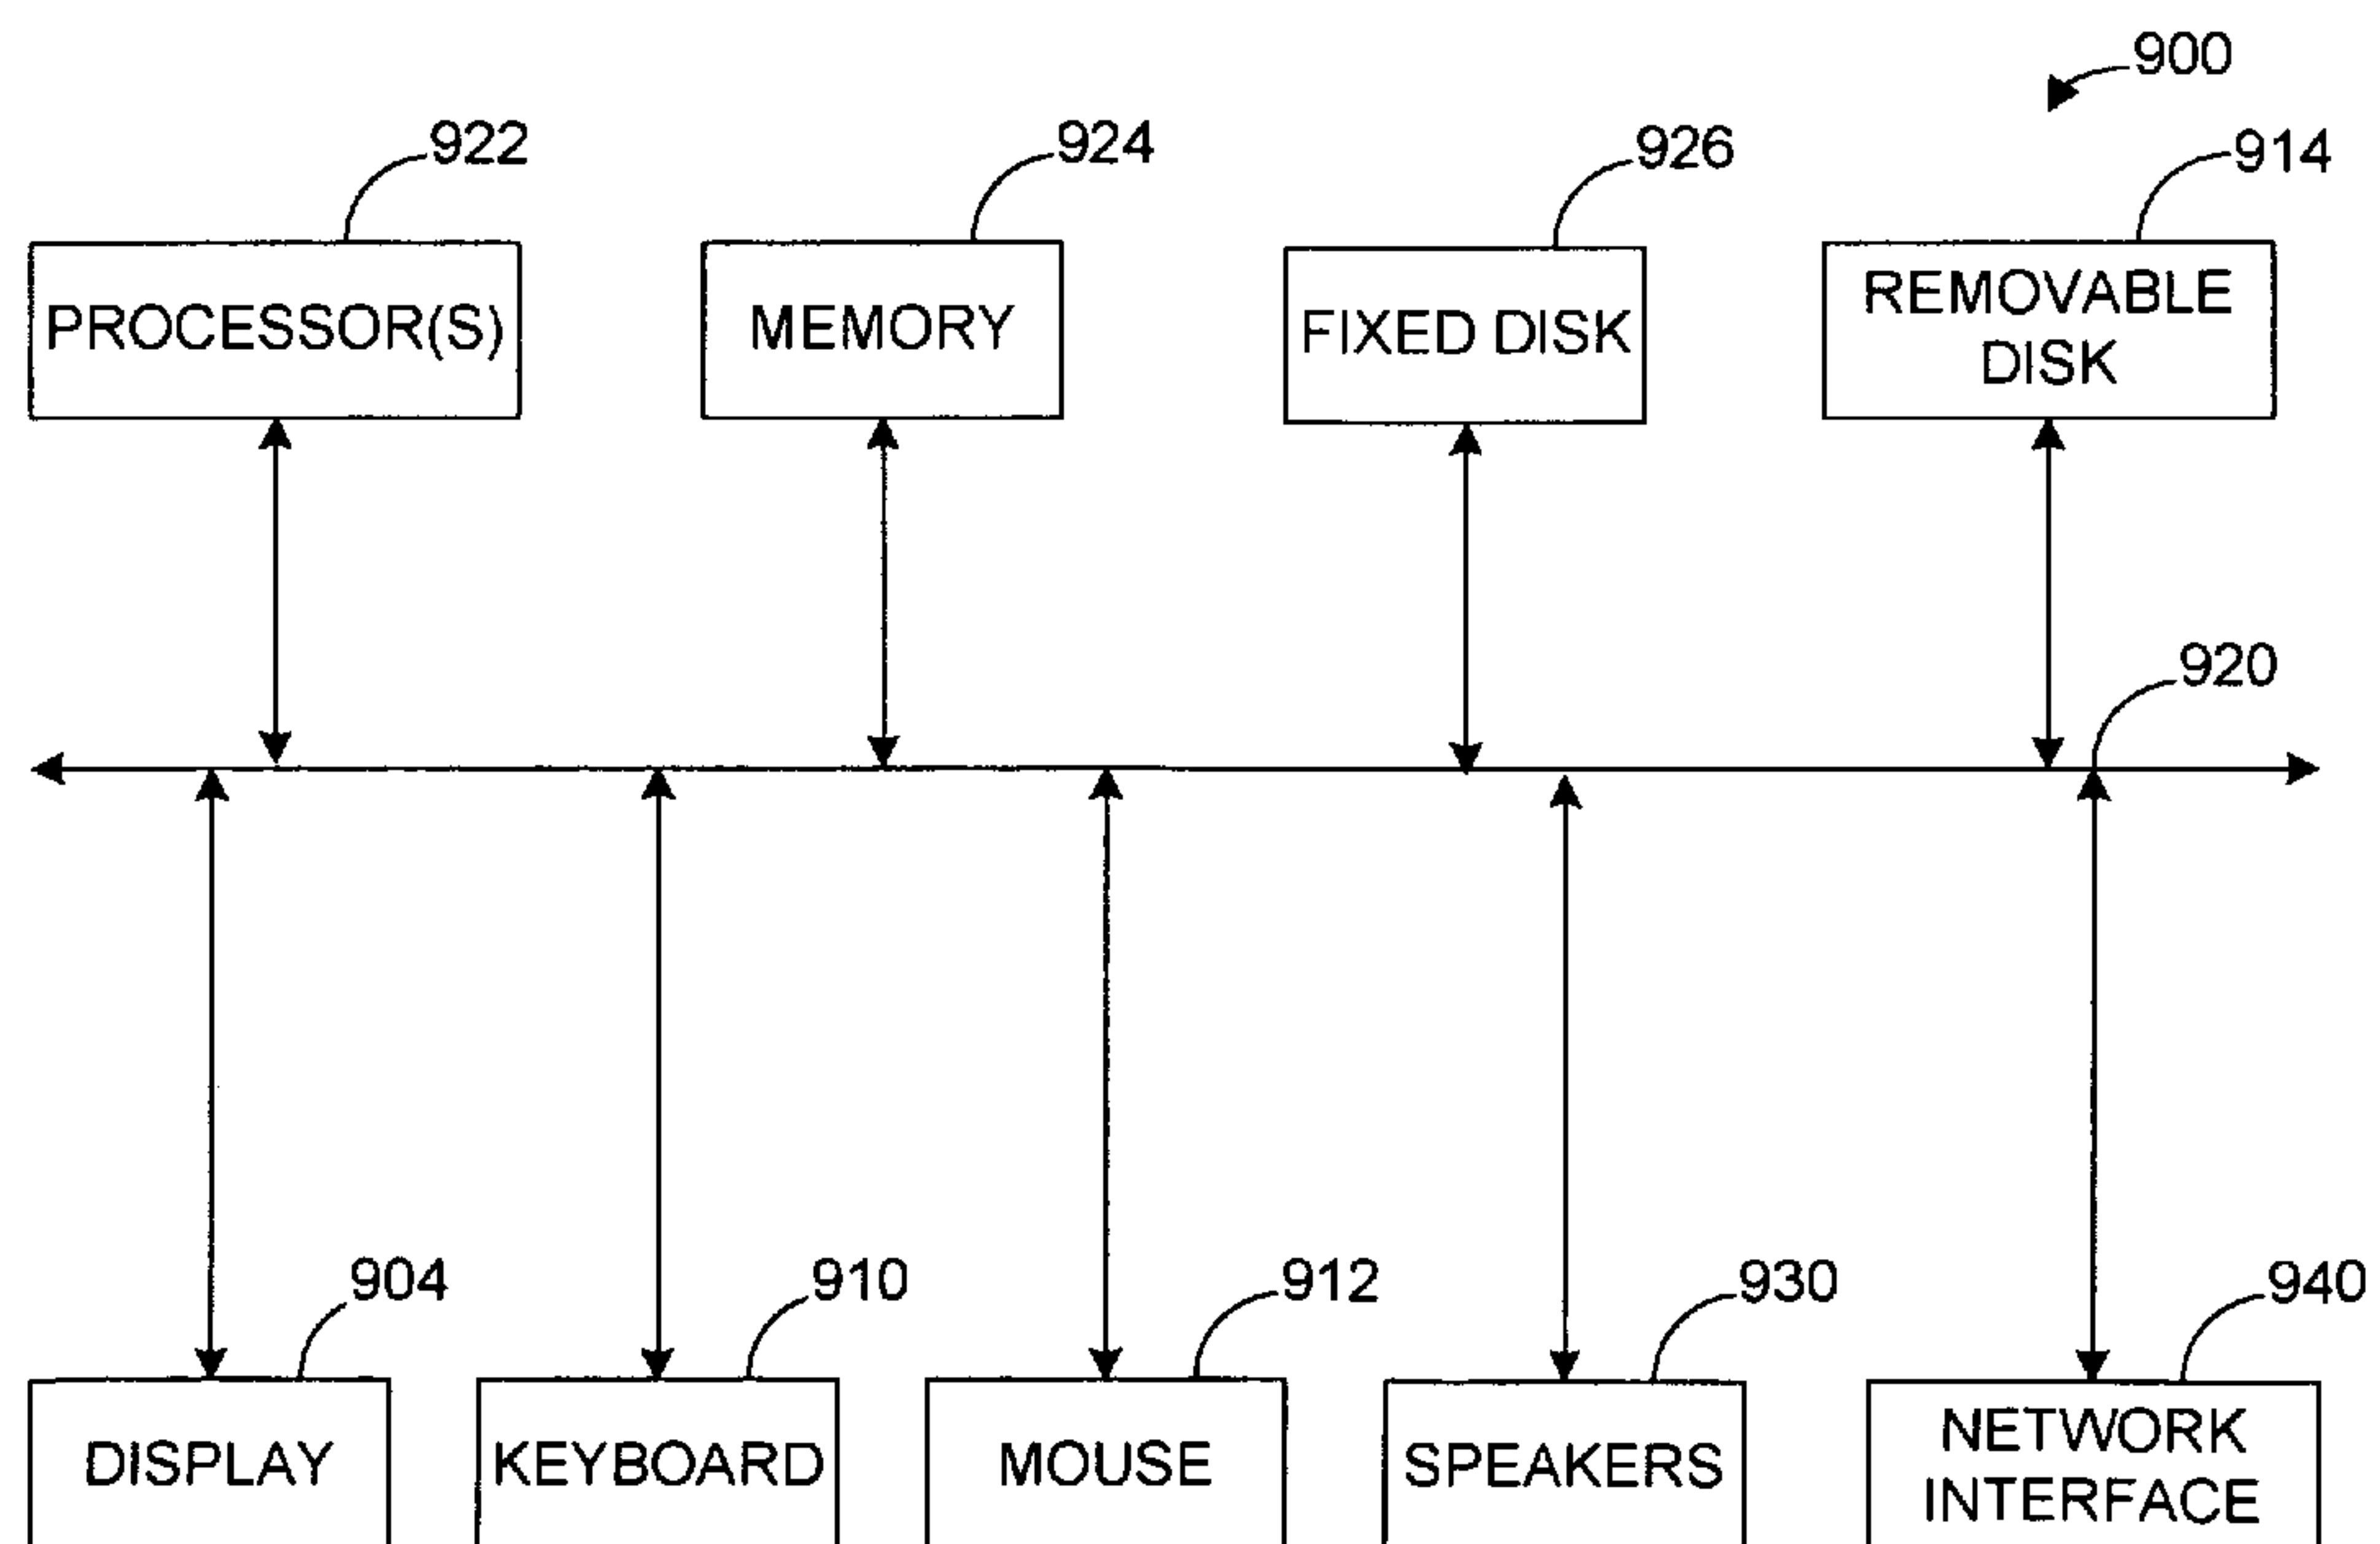 900
922
924
926
914
PROCESSOR(S)
MEMORY
FIXED DISK
REMOVABLE
DISK
920
904
910
912
930
940
DISPLAY
KEYBOARD
MOUSE
SPEAKERS
NETWORK
INTERFACE